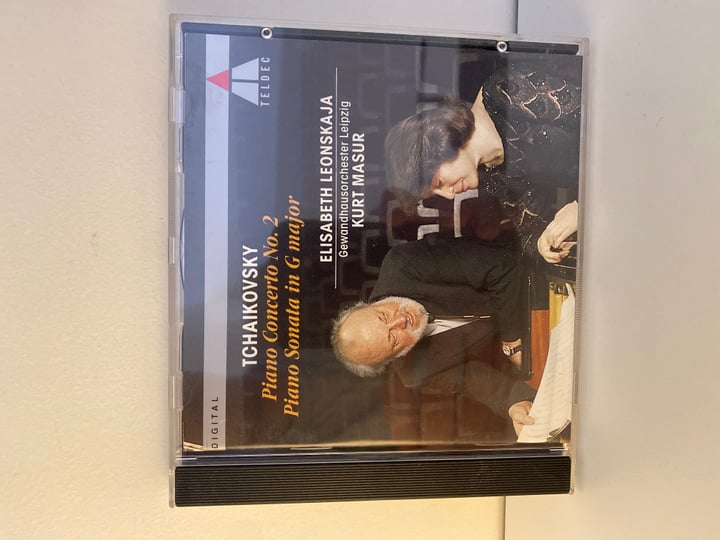 DIGITAL
TELDEC
TCHAIKOVSKY
Piano Concerto No. 2
Piano Sonata in G major
ELISABETH LEONSKAJA
Gewandhausorchester Leipzig
KURT MASUR